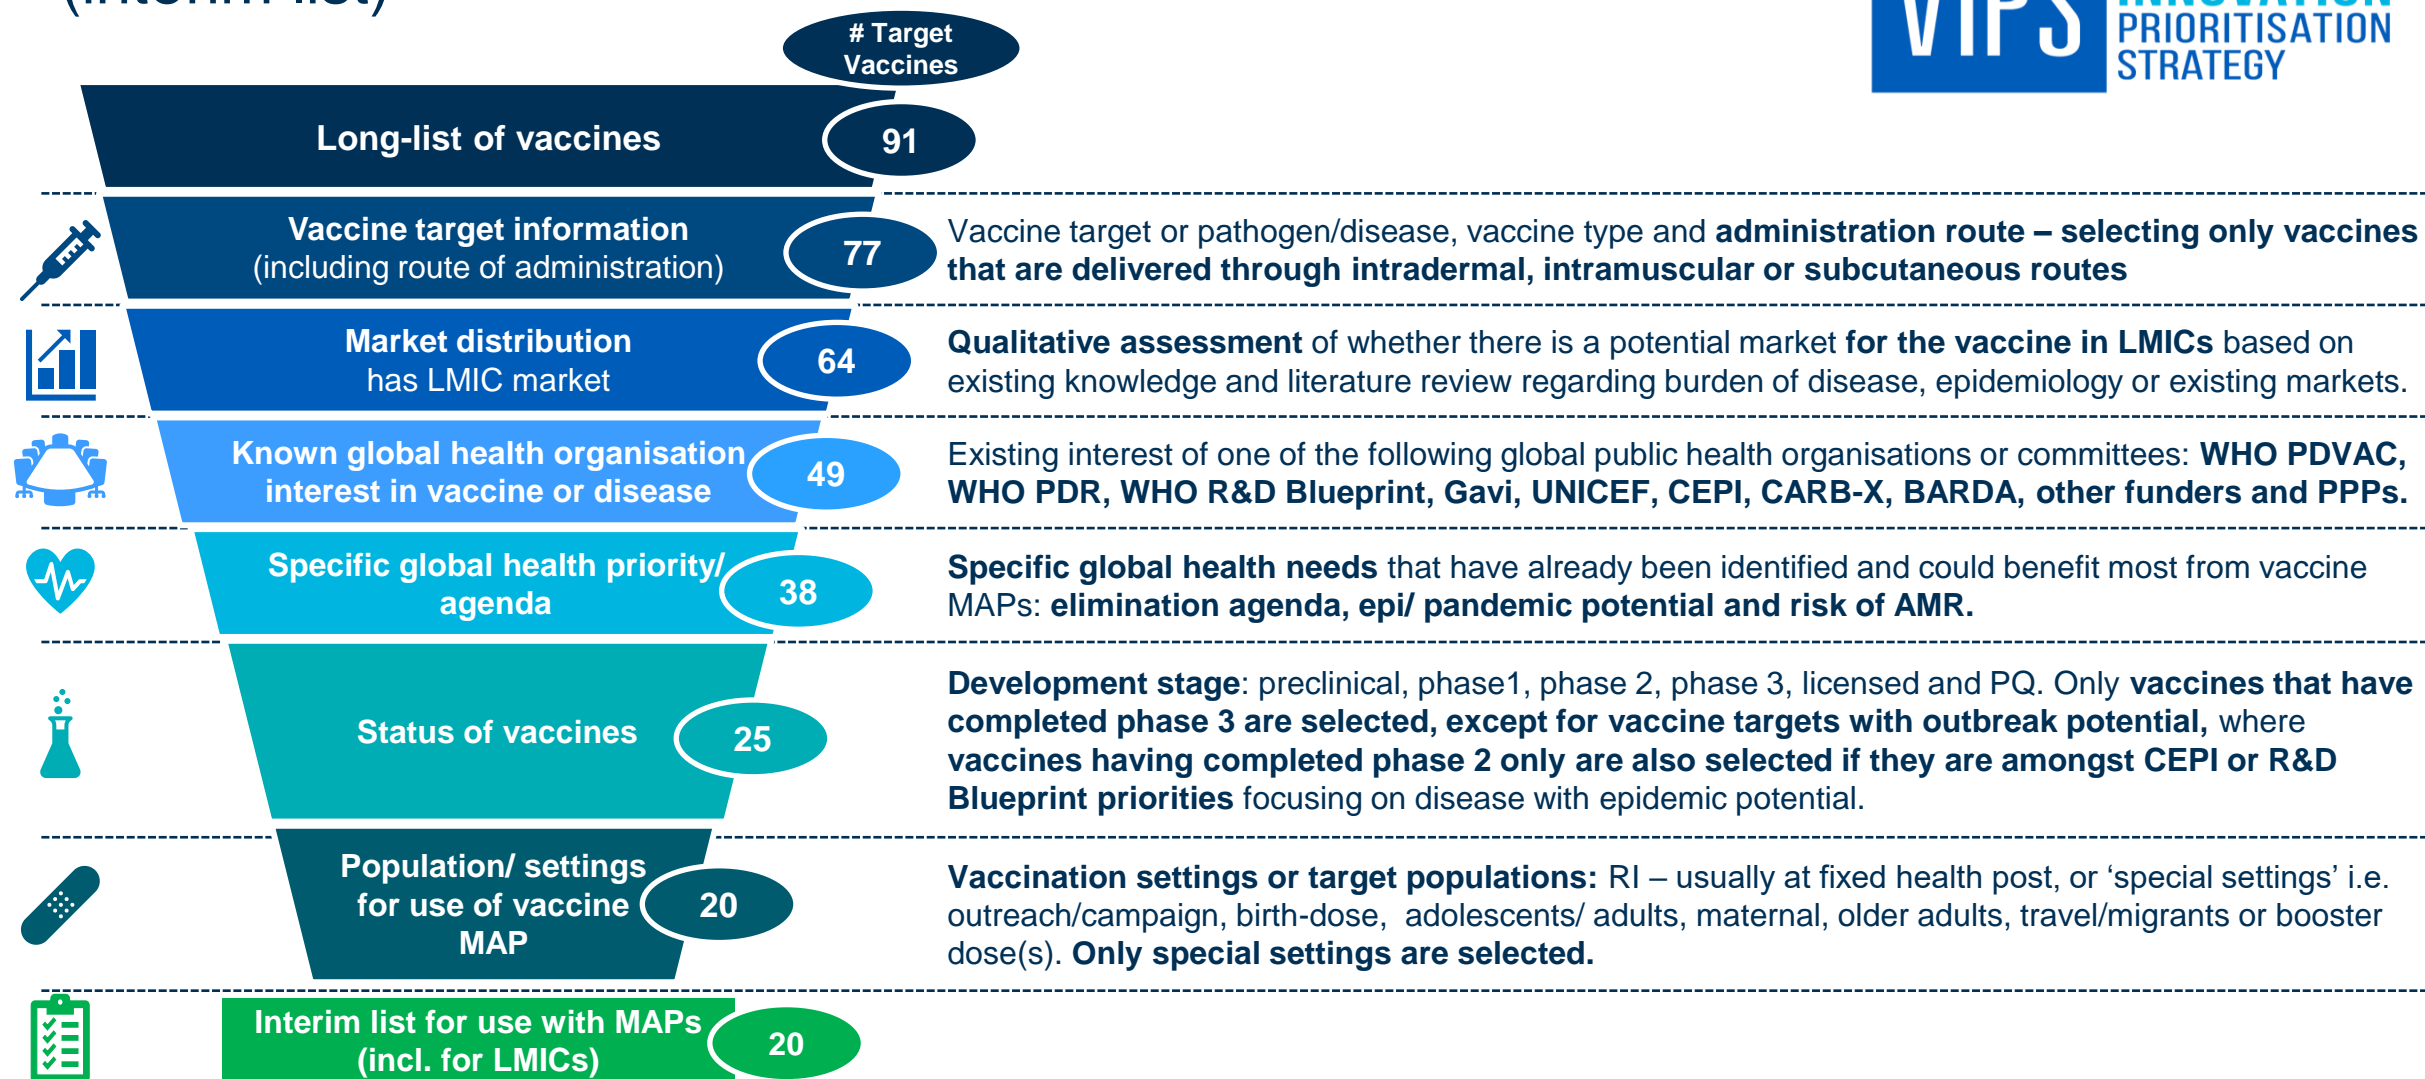 (interim list)
VIPS
INNOVATION
PRIORITISATION
STRATEGY
# Target
Vaccines
Long-list of vaccines
91
Vaccine target information
(including route of administration)
77
Vaccine target or pathogen/disease, vaccine type and administration route – selecting only vaccines
that are delivered through intradermal, intramuscular or subcutaneous routes
Market distribution
has LMIC market
64
Qualitative assessment of whether there is a potential market for the vaccine in LMICs based on
existing knowledge and literature review regarding burden of disease, epidemiology or existing markets.
Known global health organisation
interest in vaccine or disease
49
Existing interest of one of the following global public health organisations or committees: WHO PDVAC,
WHO PDR, WHO R&D Blueprint, Gavi, UNICEF, CEPI, CARB-X, BARDA, other funders and PPPs.
Specific global health priority/
agenda
38
Specific global health needs that have already been identified and could benefit most from vaccine
MAPs: elimination agenda, epi/ pandemic potential and risk of AMR.
Status of vaccines
25
Development stage: preclinical, phase1, phase 2, phase 3, licensed and PQ. Only vaccines that have
completed phase 3 are selected, except for vaccine targets with outbreak potential, where
vaccines having completed phase 2 only are also selected if they are amongst CEPI or R&D
Blueprint priorities focusing on disease with epidemic potential.
Population/ settings
for use of vaccine
MAP
20
Vaccination settings or target populations: RI – usually at fixed health post, or ‘special settings’ i.e.
outreach/campaign, birth-dose,  adolescents/ adults, maternal, older adults, travel/migrants or booster
dose(s). Only special settings are selected.
Interim list for use with MAPs
(incl. for LMICs)
20